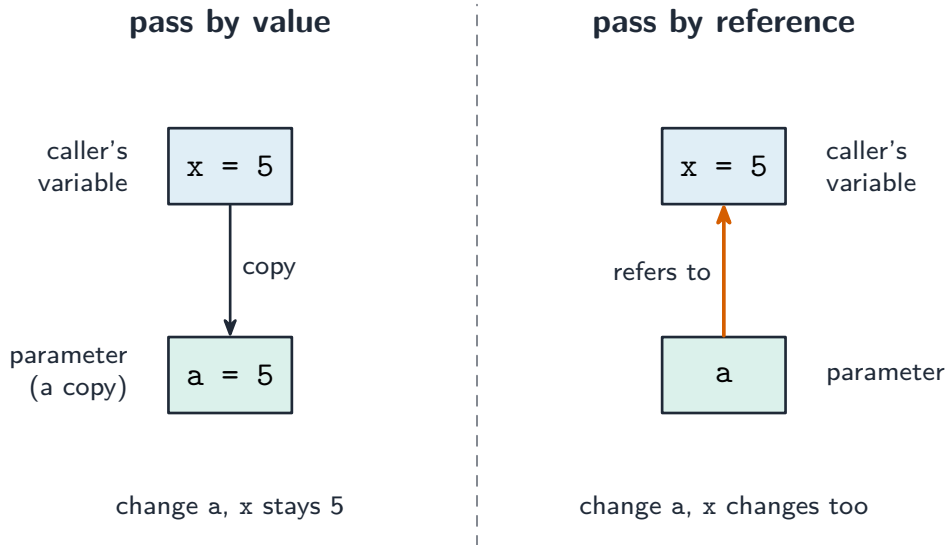 pass by value
caller's
variable
x = 5
copy
parameter
(a copy)
a = 5
change a, x stays 5
pass by reference
x = 5
caller's
variable
refers to
a
parameter
change a, x changes too